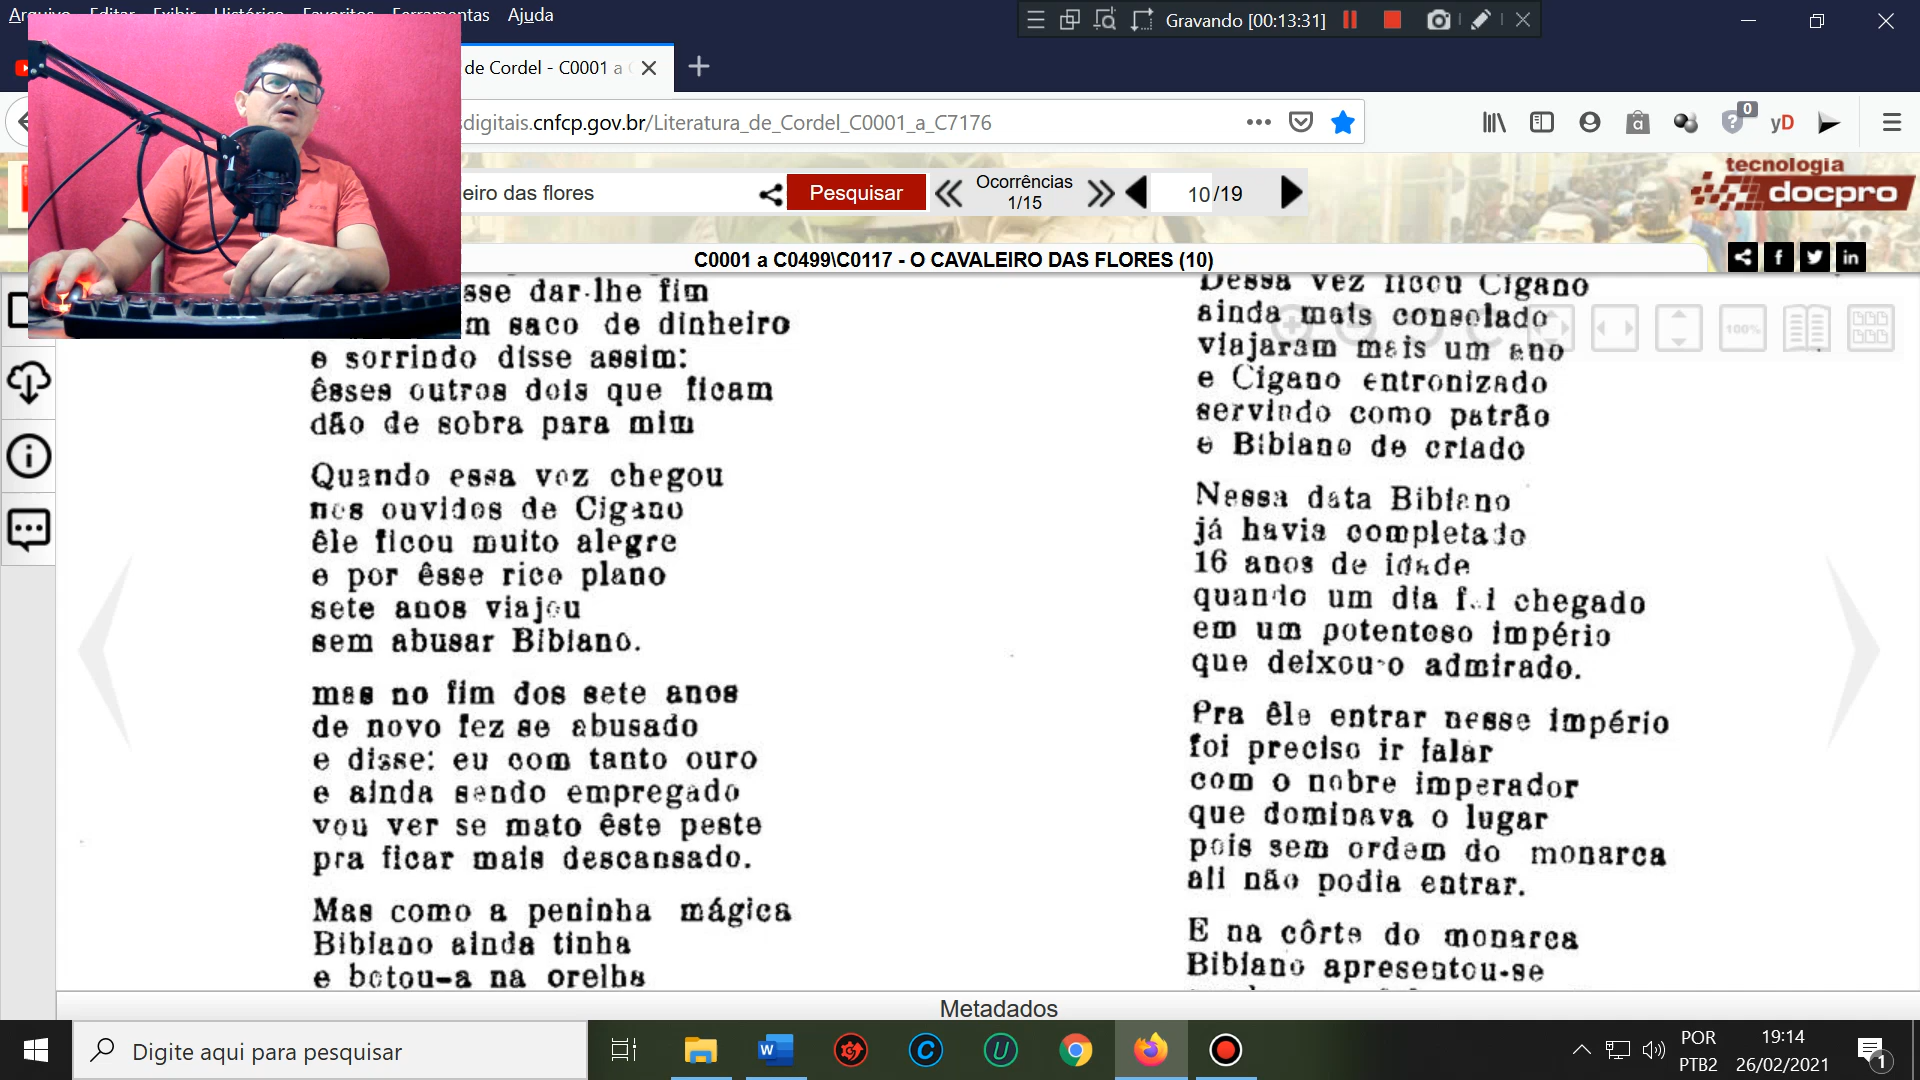 Arquivo Editar Exibir Histórico Favoritos Ferramentas Ajuda
Gravando [00:13:31]
de Cordel - C0001 a
digitais.cnfcp.gov.br/Literatura_de_Cordel_C0001_a_C7176
0
yD
eiro das flores
Pesquisar
Ocorrências
1/15
10/19
tecnologia
docpro
C0001 a C0499\C0117 - O CAVALEIRO DAS FLORES (10)
sse dar-lhe fim
m saco de dinheiro
e sorrindo disse assim:
êsses outros dois que ficam
dão de sobra para mim
Quando essa voz chegou
nos ouvidos de Cigano
êle ficou muito alegre
e por êsse rico plano
sete anos viajou
sem abusar Bibiano.
mas no fim dos sete anos
de novo fez se abusado
e disse: eu com tanto ouro
e ainda sendo empregado
vou ver se mato êste peste
pra ficar mais descansado.
Mas como a peninha mágica
Bibiano ainda tinha
e botou-a na orelha
Dessa vez ficou Cigano
ainda mais consolado
viajaram mais um ano
e Cigano entronizado
servindo como patrão
e Bibiano de criado
Nessa data Bibiano
já havia completado
16 anos de idade
quando um dia foi chegado
em um potentoso império
que deixou-o admirado.
Pra êle entrar nesse império
foi preciso ir falar
com o nobre imperador
que dominava o lugar
pois sem ordem do monarca
ali não podia entrar.
E na côrte do monarca
Bibiano apresentou-se
100%
Metadados
Digite aqui para pesquisar
POR
PTB2
19:14
26/02/2021
1